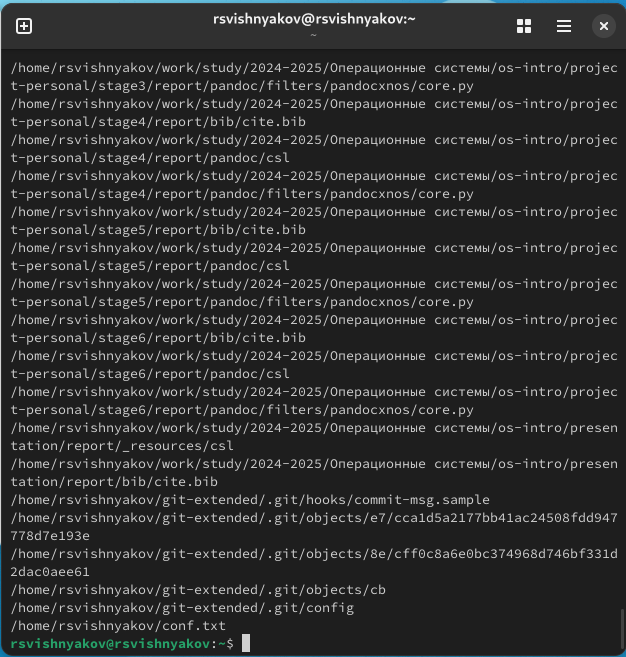 rsvishnyakov@rsvishnyakov:~
~
/home/rsvishnyakov/work/study/2024-2025/Операционные системы/os-intro/projec
t-personal/stage3/report/pandoc/filters/pandocxnos/core.py
/home/rsvishnyakov/work/study/2024-2025/Операционные системы/os-intro/projec
t-personal/stage4/report/bib/cite.bib
/home/rsvishnyakov/work/study/2024-2025/Операционные системы/os-intro/projec
t-personal/stage4/report/pandoc/csl
/home/rsvishnyakov/work/study/2024-2025/Операционные системы/os-intro/projec
t-personal/stage4/report/pandoc/filters/pandocxnos/core.py
/home/rsvishnyakov/work/study/2024-2025/Операционные системы/os-intro/projec
t-personal/stage5/report/bib/cite.bib
/home/rsvishnyakov/work/study/2024-2025/Операционные системы/os-intro/projec
t-personal/stage5/report/pandoc/csl
/home/rsvishnyakov/work/study/2024-2025/Операционные системы/os-intro/projec
t-personal/stage5/report/pandoc/filters/pandocxnos/core.py
/home/rsvishnyakov/work/study/2024-2025/Операционные системы/os-intro/projec
t-personal/stage6/report/bib/cite.bib
/home/rsvishnyakov/work/study/2024-2025/Операционные системы/os-intro/projec
t-personal/stage6/report/pandoc/csl
/home/rsvishnyakov/work/study/2024-2025/Операционные системы/os-intro/projec
t-personal/stage6/report/pandoc/filters/pandocxnos/core.py
/home/rsvishnyakov/work/study/2024-2025/Операционные системы/os-intro/presen
tation/report/_resources/csl
/home/rsvishnyakov/work/study/2024-2025/Операционные системы/os-intro/presen
tation/report/bib/cite.bib
/home/rsvishnyakov/git-extended/.git/hooks/commit-msg.sample
/home/rsvishnyakov/git-extended/.git/objects/e7/cca1d5a2177bb41ac24508fdd947
778d7e193e
/home/rsvishnyakov/git-extended/.git/objects/8e/cff0c8a6e0bc374968d746bf331d
2dac0aee61
/home/rsvishnyakov/git-extended/.git/objects/cb
/home/rsvishnyakov/git-extended/.git/config
/home/rsvishnyakov/conf.txt
rsvishnyakov@rsvishnyakov:~$